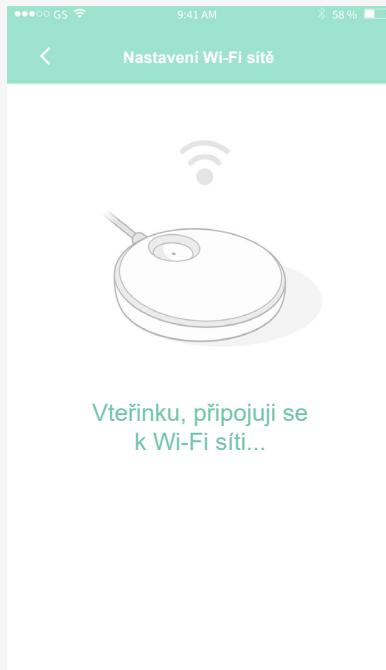 GS 9:41 AM 58 %
Nastavení Wi-Fi sítě
Vteřinku, připojuji se
k Wi-Fi síti...